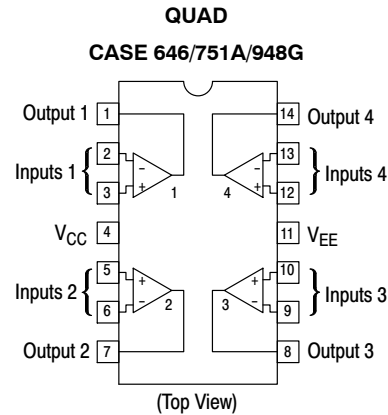 QUAD
CASE 646/751A/948G
Output 1 1 14 Output 4
2 - - 13
Inputs 1 Inputs 4
3 + 1 4 + 12
VCC 4 11 VEE
5 + + 10
Inputs 2 Inputs 3
6 - 2 3 - 9
Output 2 7 8 Output 3
(Top View)